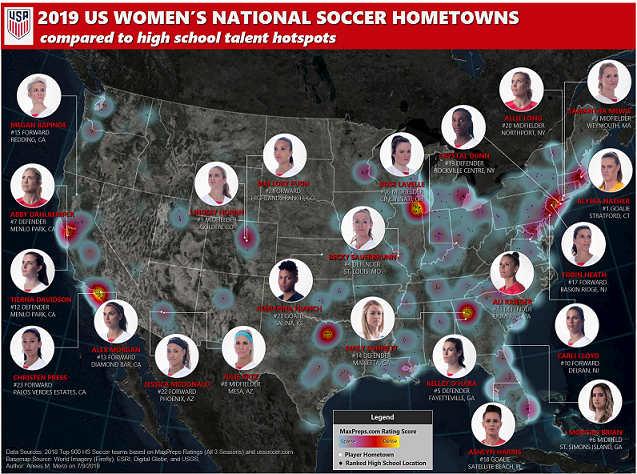 USA
2019 US WOMEN'S NATIONAL SOCCER HOMETOWNS
compared to high school talent hotspots
MEGAN RAPINOE
#15 FORWARD
REDDING, CA
ALLIE LONG
#20 MIDFIELDER
NORTHPORT, NY
SAMANTHA MEWIS
#3 MIDFIELDER
WEYMOUTH, MA
CRYSTAL DUNN
#19 DEFENDER
ROCKVILLE CENTRE, NY
MALLORY PUGH
#2 FORWARD
HIGHLANDS RANCH, CO
ROSE LAVELLE
#16 MIDFIELDER
CINCINNATI, OH
ABBY DAHLKEMPER
#7 DEFENDER
MENLO PARK, CA
LINDSEY HORAN
#9 MIDFIELDER
GOLDEN, CO
ALYSSA NAEHER
#1 GOALIE
STRATFORD, CT
BECKY SAUERBRUNN
#4 DEFENDER
ST. LOUIS, MO
TOBIN HEATH
#17 FORWARD
BASKIN RIDGE, NJ
TIERNA DAVIDSON
#12 DEFENDER
MENLO PARK, CA
ADRIANNA FRANCH
#21 GOALIE
SALINA, KS
ALI KRIEGER
#11 DEFENDER
ALEX MORGAN
#13 FORWARD
DIAMOND BAR, CA
EMILY SONNETT
#14 DEFENDER
MARIETTA, GA
CARLI LLOYD
#10 FORWARD
DELRAN, NJ
CHRISTEN PRESS
#23 FORWARD
PALOS VERDES ESTATES, CA
JESSICA MCDONALD
#22 FORWARD
PHOENIX, AZ
JULIE ERTZ
#8 MIDFIELDER
MESA, AZ
KELLEY O'HARA
#5 DEFENDER
FAYETTEVILLE, GA
MORGAN BRIAN
#6 MIDFIELD
ST. SIMONS ISLAND, GA
ASHLYN HARRIS
#18 GOALIE
SATELLITE BEACH, FL
Legend
MaxPreps.com Rating Score
Sparse
Dense
Player Hometown
Ranked High School Location
Data Sources: 2018 Top 900 HS Soccer teams based on MaxPreps Ratings (All 3 Seasons) and ussoccer.com
Basemap Source: World Imagery (Firefly), ESRI, Digital Globe, and USGS
Author: Anees M. Merzi on 7/9/2019